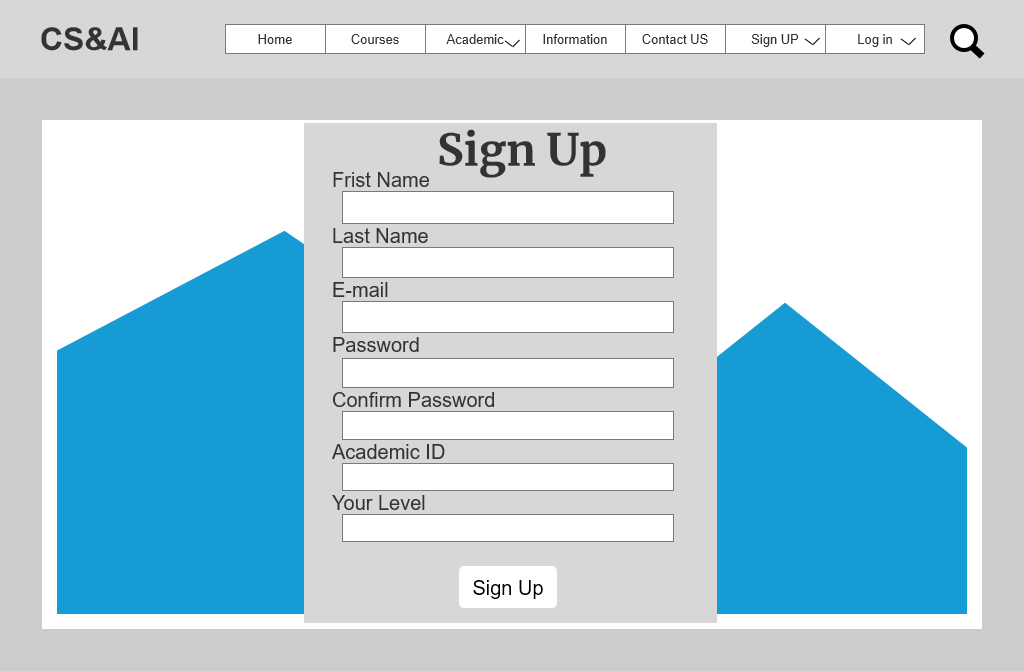 CS&AI
Home Courses Academic Information Contact US Sign UP Log in
Sign Up
Frist Name
Last Name
E-mail
Password
Confirm Password
Academic ID
Your Level
Sign Up